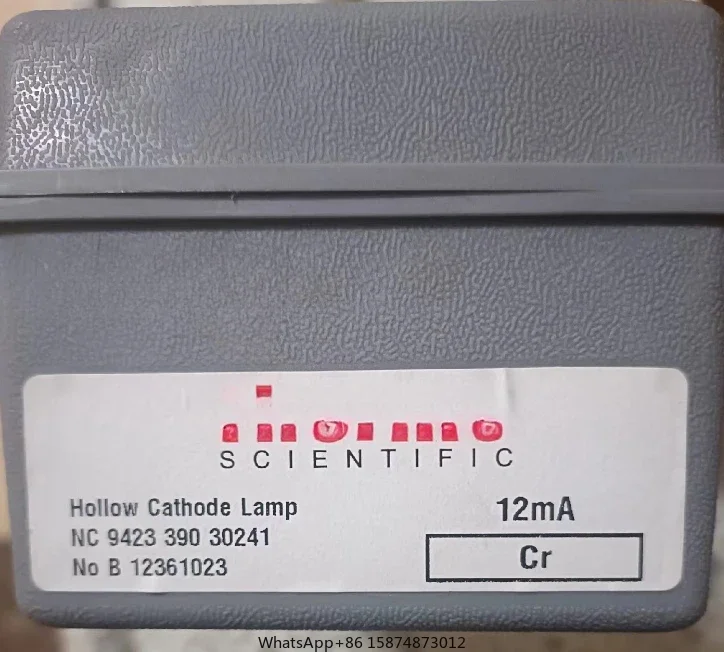 SCIENTIFIC
Hollow Cathode Lamp
NC 9423 390 30241
No B 12361023
12mA
Cr
WhatsApp+86 15874873012